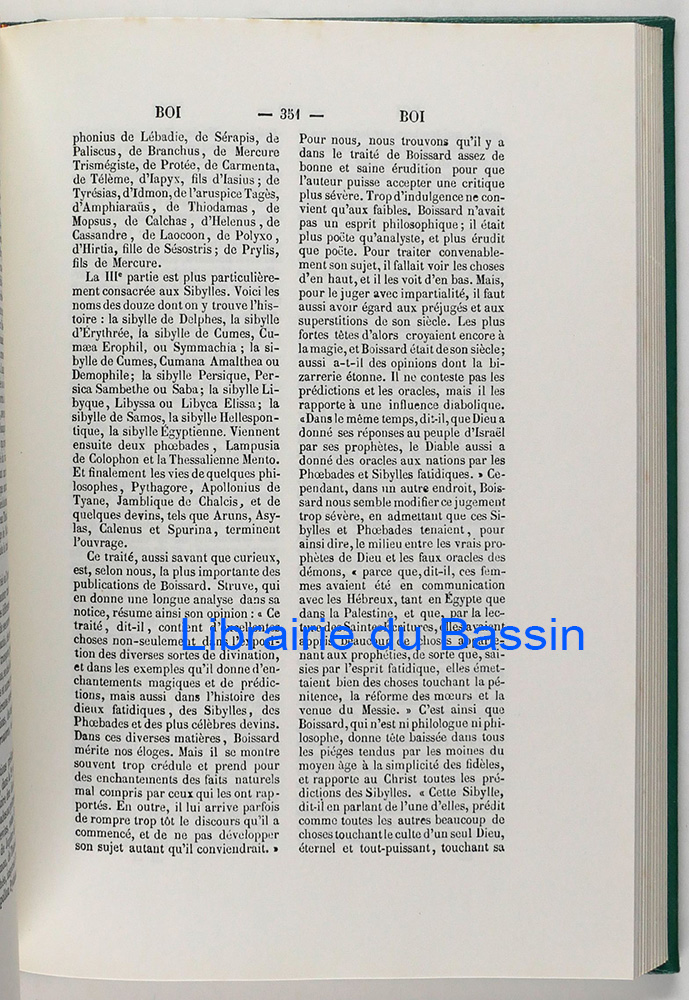 BOI — 351 — BOI
phonius de Lébadie, de Sérapis, de
Paliscus, de Branchus, de Mercure
Trismégiste, de Protée, de Carmenta,
de Télème, d'Iapyx, fils d'Iasius ; de
Tyrésias, d'Idmon, de l'aruspice Tagès,
d'Amphiaraüs, de Thiodamas, de
Mopsus, de Calchas, d'Helenus, de
Cassandre, de Laocoon, de Polyxo,
d'Hirtia, fille de Sésostris ; de Prylis,
fils de Mercure.
La IIIe partie est plus particulière-
ment consacrée aux Sibylles. Voici les
noms des douze dont on y trouve l'his-
toire : la sibylle de Delphes, la sibylle
d'Érythrée, la sibylle de Cumes, Cu-
mæa Erophil, ou Symmachia ; la si-
bylle de Cumes, Cumana Amalthea ou
Demophile; la sibylle Persique, Per-
sica Sambethe ou Saba; la sibylle Li-
byque, Libyssa ou Libyca Elissa; la
sibylle de Samos, la sibylle Hellespon-
tique, la sibylle Égyptienne. Viennent
ensuite deux phœbades, Lampusia
de Colophon et la Thessalienne Mento.
Et finalement les vies de quelques phi-
losophes, Pythagore, Apollonius de
Tyane, Jamblique de Chalcis, et de
quelques devins, tels que Aruns, Asy-
las, Calenus et Spurina, terminent
l'ouvrage.
Ce traité, aussi savant que curieux,
est, selon nous, la plus importante des
publications de Boissard. Struve, qui
en donne une longue analyse dans sa
notice, résume ainsi son opinion : « Ce
traité, dit-il, contient d'excellentes
choses non-seulement dans l'exposi-
tion des diverses sortes de divination,
et dans les exemples qu'il donne d'en-
chantements magiques et de prédic-
tions, mais aussi dans l'histoire des
dieux fatidiques, des Sibylles, des
Phœbades et des plus célèbres devins.
Dans ces diverses matières, Boissard
mérite nos éloges. Mais il se montre
souvent trop crédule et prend pour
des enchantements des faits naturels
mal compris par ceux qui les ont rap-
portés. En outre, il lui arrive parfois
de rompre trop tôt le discours qu'il a
commencé, et de ne pas développer
son sujet autant qu'il conviendrait. »
Pour nous, nous trouvons qu'il y a
dans le traité de Boissard assez de
bonne et saine érudition pour que
l'auteur puisse accepter une critique
plus sévère. Trop d'indulgence ne con-
vient qu'aux faibles. Boissard n'avait
pas un esprit philosophique ; il était
plus poëte qu'analyste, et plus érudit
que poëte. Pour traiter convenable-
ment son sujet, il fallait voir les choses
d'en haut, et il les voit d'en bas. Mais,
pour le juger avec impartialité, il faut
aussi avoir égard aux préjugés et aux
superstitions de son siècle. Les plus
fortes têtes d'alors croyaient encore à
la magie, et Boissard était de son siècle;
aussi a-t-il des opinions dont la bi-
zarrerie étonne. Il ne conteste pas les
prédictions et les oracles, mais il les
rapporte à une influence diabolique.
«Dans le même temps, dit-il, que Dieu a
donné ses réponses au peuple d'Israël
par ses prophètes, le Diable aussi a
donné des oracles aux nations par les
Phœbades et Sibylles fatidiques. » Ce-
pendant, dans un autre endroit, Bois-
sard nous semble modifier ce jugement
trop sévère, en admettant que ces Si-
bylles et Phœbades tenaient, pour
ainsi dire, le milieu entre les vrais pro-
phètes de Dieu et les faux oracles des
démons, « parce que, dit-il, ces fem-
mes avaient été en communication
avec les Hébreux, tant en Égypte que
dans la Palestine, et que, par la lec-
ture des Saintes-Écritures, elles avaient
appris beaucoup de choses apparte-
nant aux prophéties, de sorte que, sai-
sies par l'esprit fatidique, elles émet-
taient bien des choses touchant la pé-
nitence, la réforme des mœurs et la
venue du Messie. » C'est ainsi que
Boissard, qui n'est ni philologue ni phi-
losophe, donne tête baissée dans tous
les piéges tendus par les moines du
moyen âge à la simplicité des fidèles,
et rapporte au Christ toutes les pré-
dictions des Sibylles. « Cette Sibylle,
dit-il en parlant de l'une d'elles, prédit
comme toutes les autres beaucoup de
choses touchant le culte d'un seul Dieu,
éternel et tout-puissant, touchant sa
Librairie du Bassin